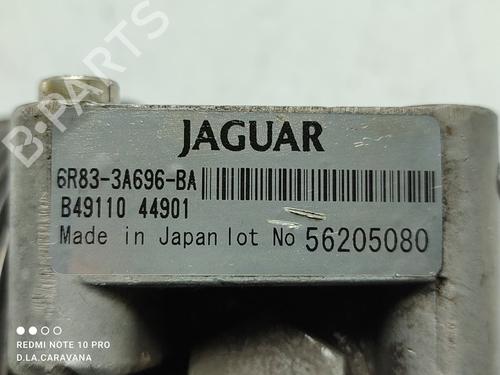 B-PARTS
JAGUAR
6R83-3A696-BA
B49110 44901
Made in Japan lot No 56205080
REDMI NOTE 10 PRO
D.LA.CARAVANA